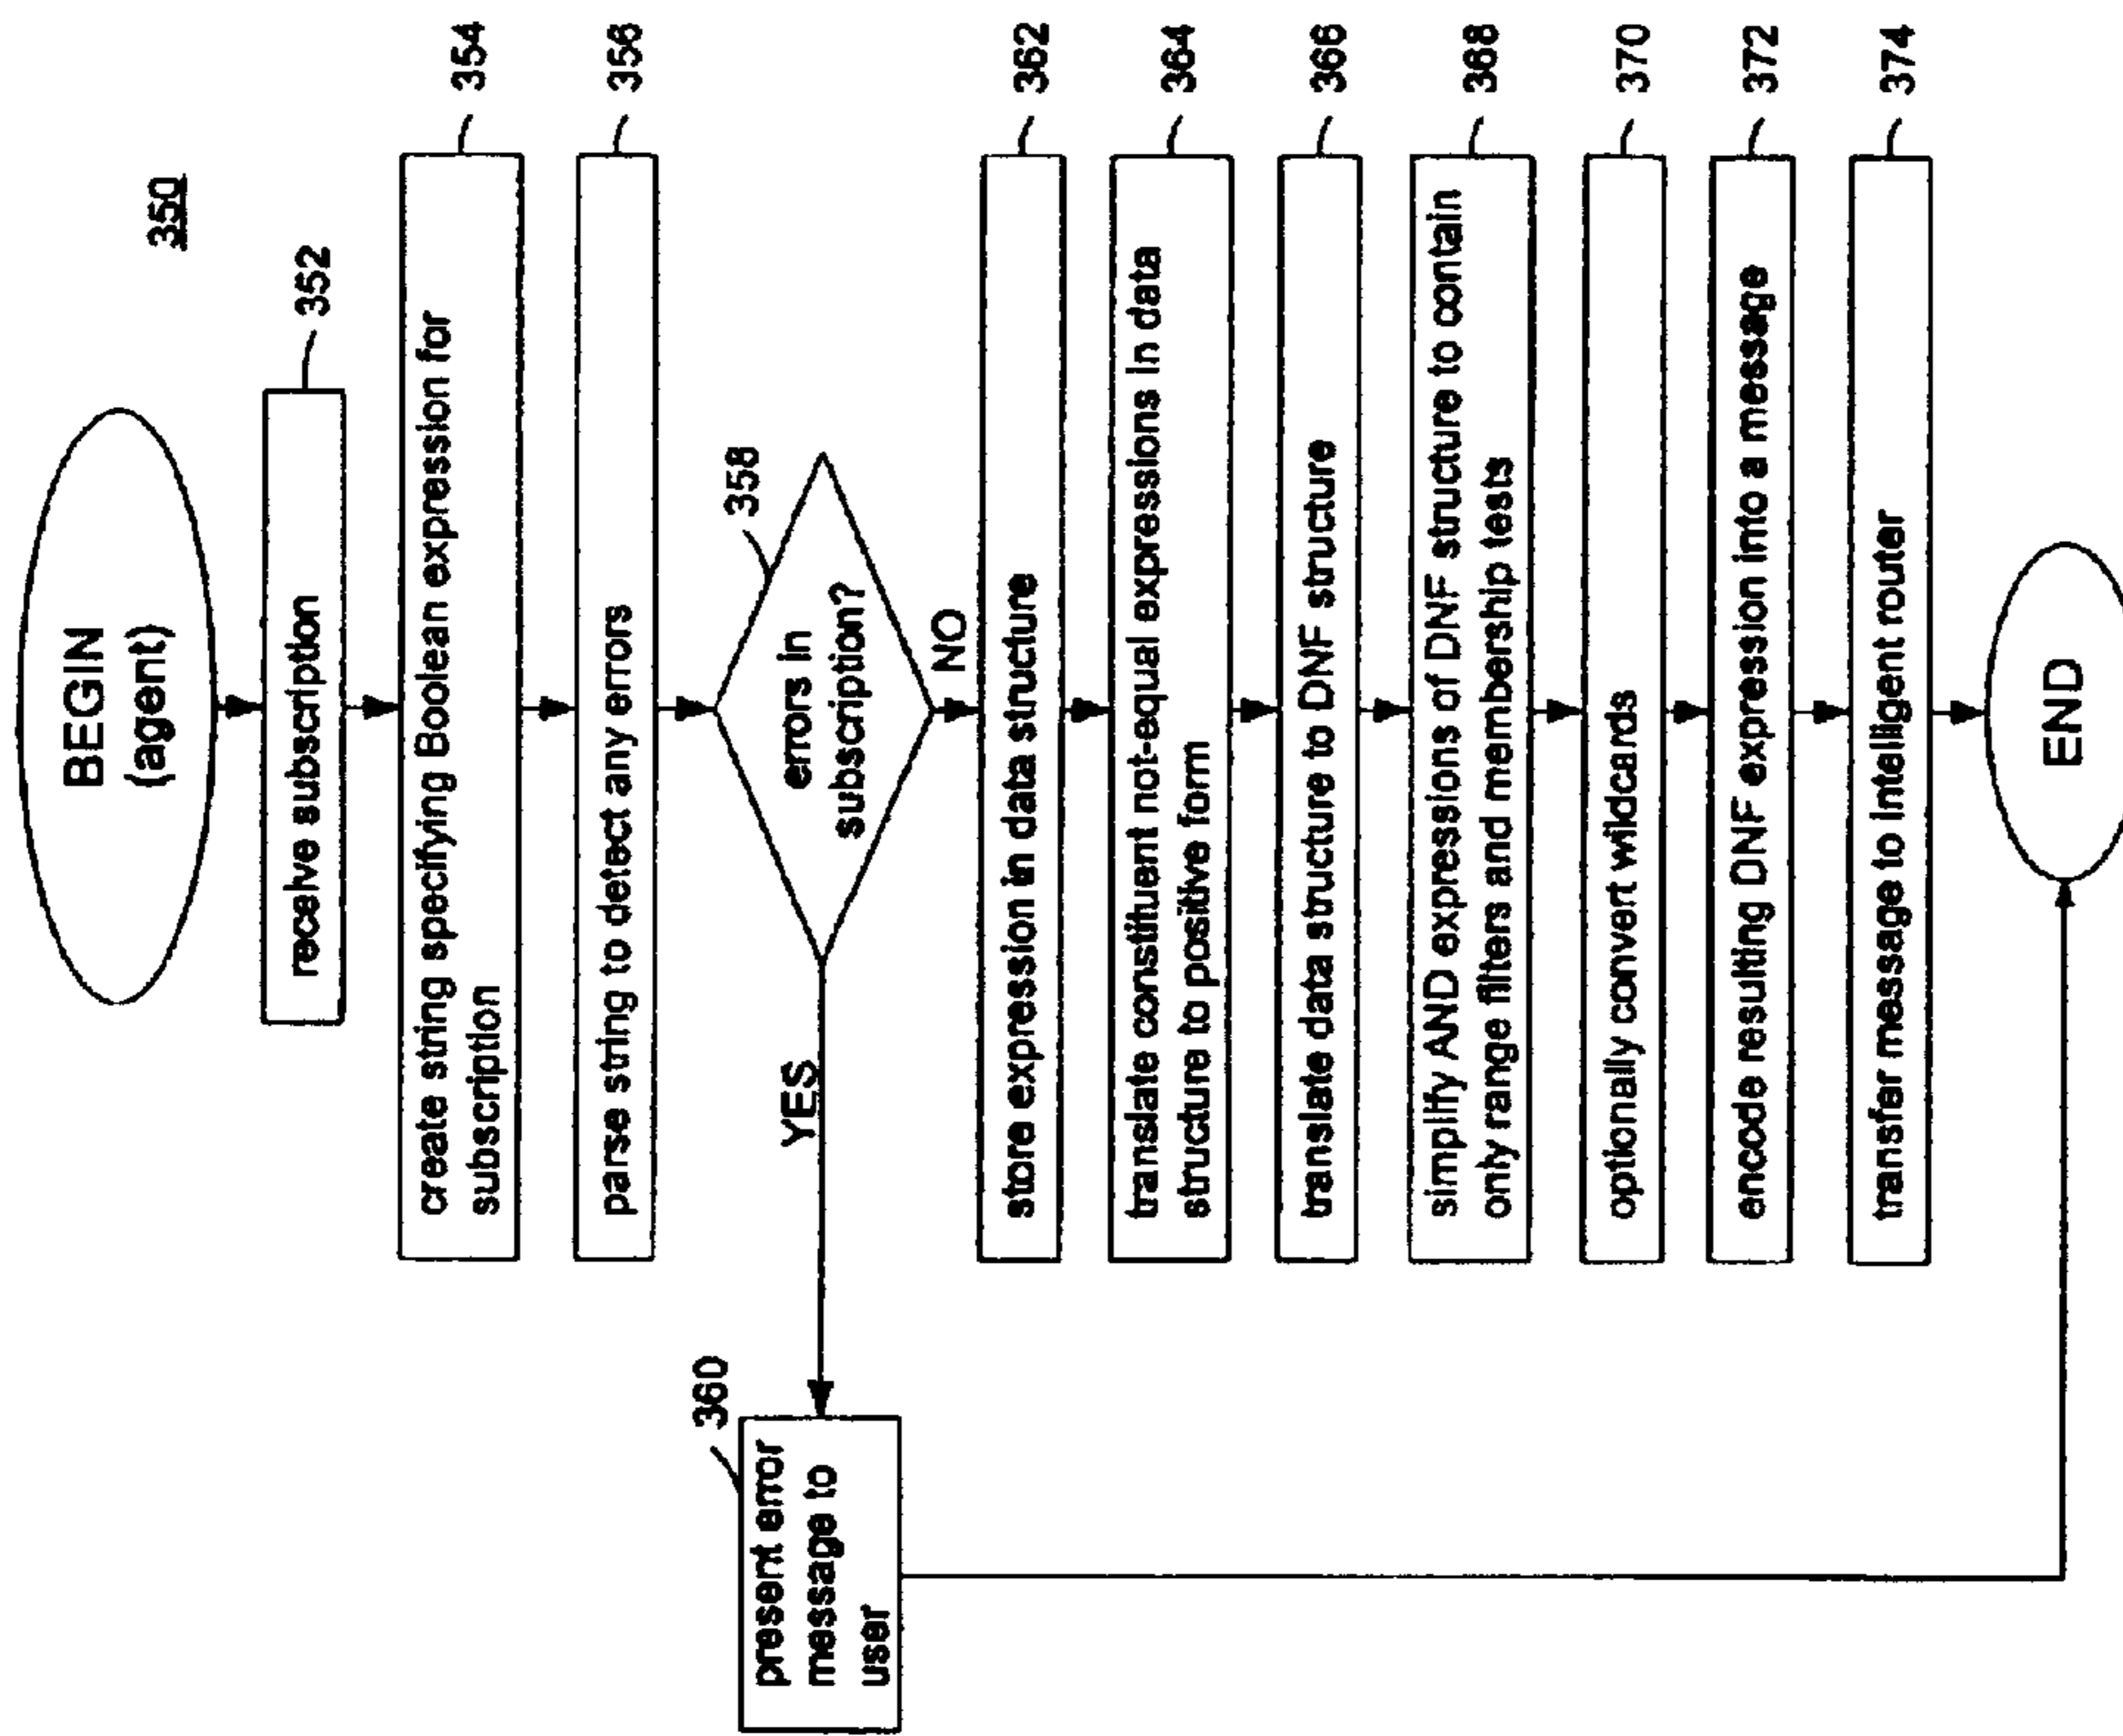 350
BEGIN
(agent)
receive subscription
352
create string specifying Boolean expression for
subscription
354
parse string to detect any errors
356
errors in
subscription?
358
YES
NO
present error
message to
user
360
store expression in data structure
362
translate constituent not-equal expressions in data
structure to positive form
364
translate data structure to DNF structure
366
simplify AND expressions of DNF structure to contain
only range filters and membership tests
368
optionally convert wildcards
370
encode resulting DNF expression into a message
372
transfer message to intelligent router
374
END